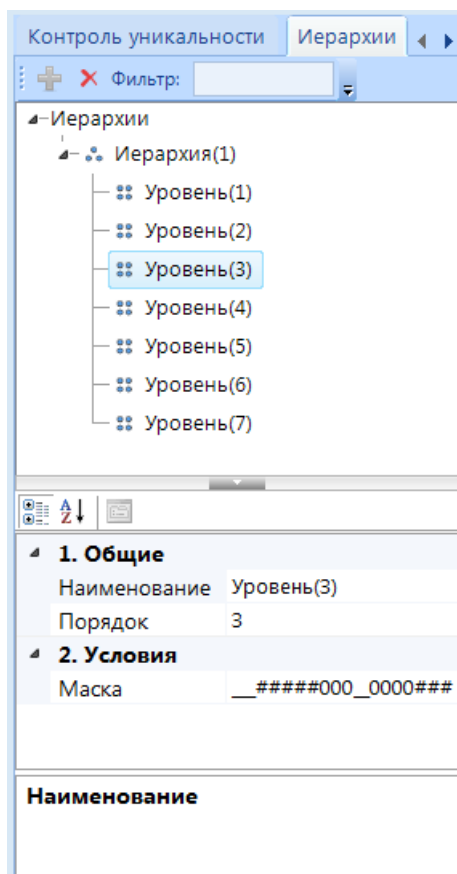 Контроль уникальности Иерархии
Фильтр:
Иерархии
Иерархия(1)
Уровень(1)
Уровень(2)
Уровень(3)
Уровень(4)
Уровень(5)
Уровень(6)
Уровень(7)
1. Общие
Наименование Уровень(3)
Порядок 3
2. Условия
Маска __#####000_0000###
Наименование